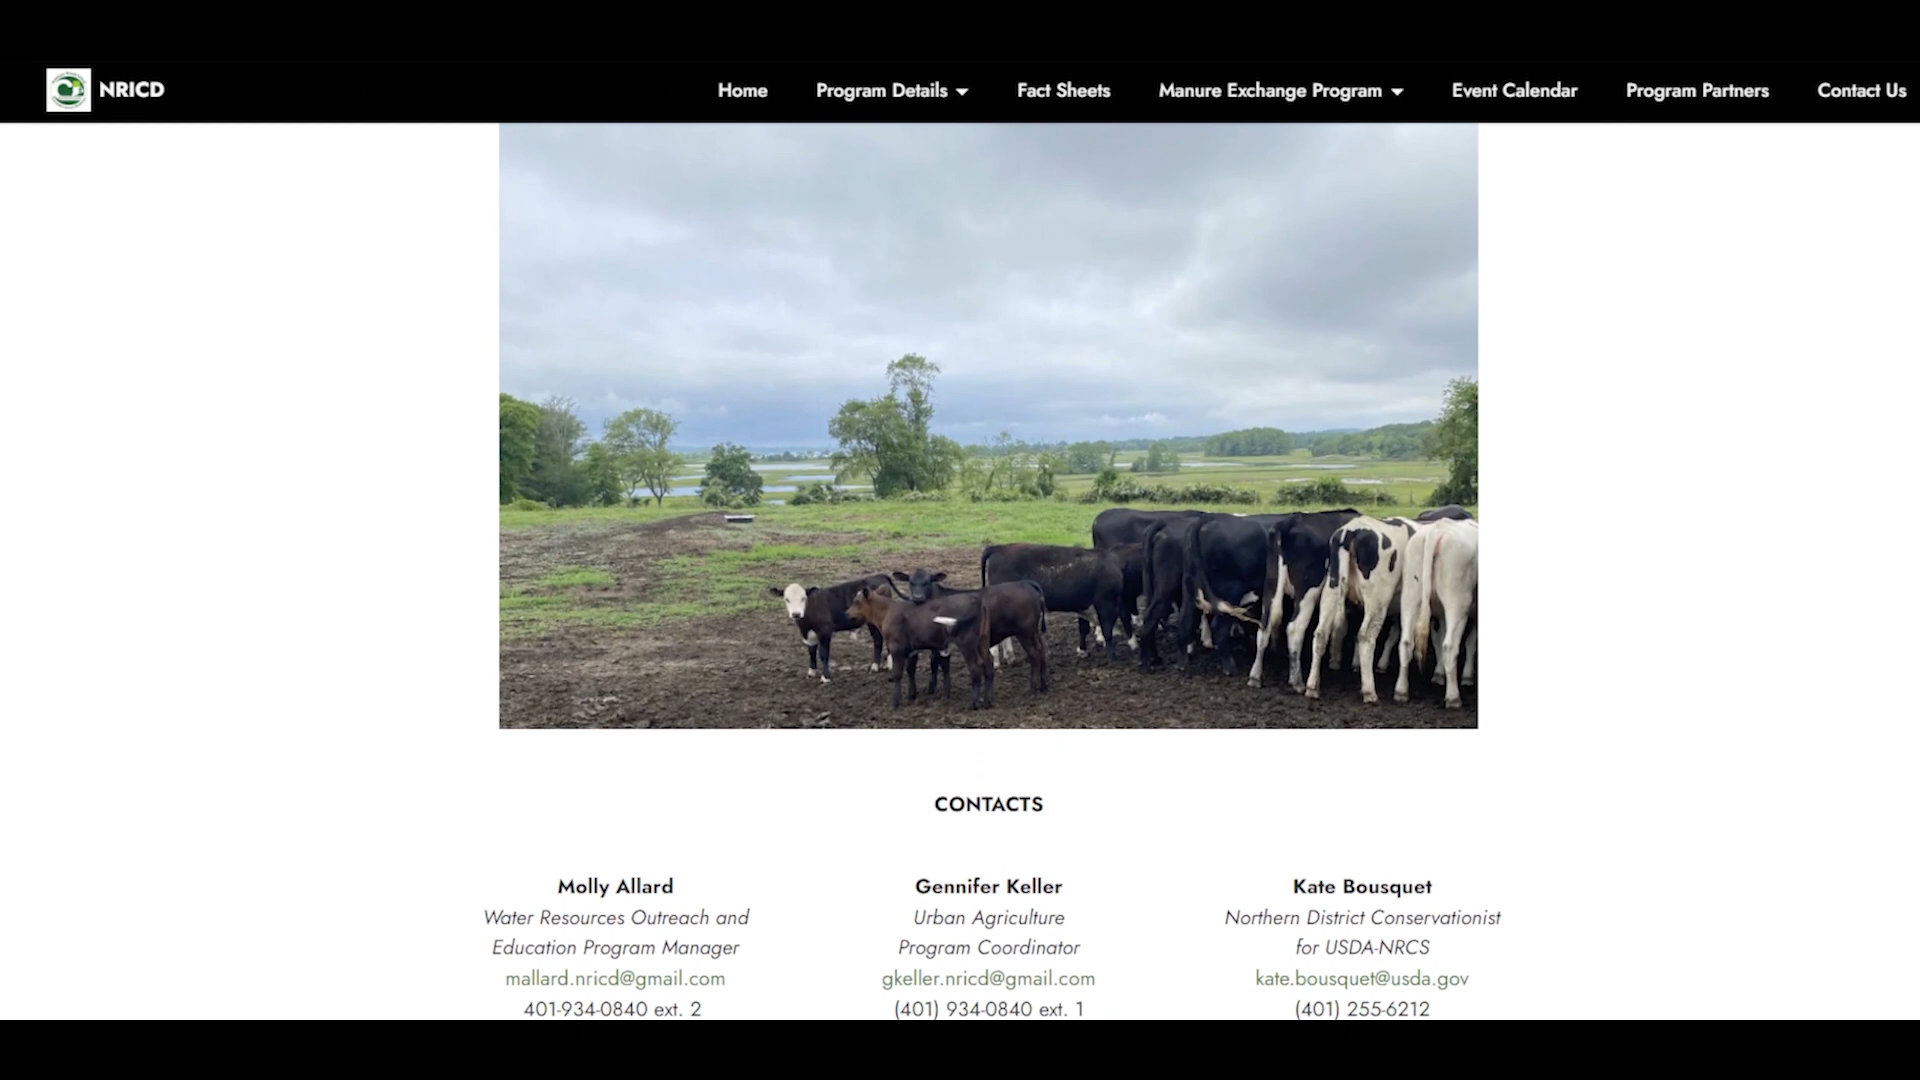 NRICD
Home
Program Details
Fact Sheets
Manure Exchange Program
Event Calendar
Program Partners
Contact Us
CONTACTS
Molly Allard
Water Resources Outreach and
Education Program Manager
mallard.nricd@gmail.com
401-934-0840 ext. 2
Gennifer Keller
Urban Agriculture
Program Coordinator
gkeller.nricd@gmail.com
(401) 934-0840 ext. 1
Kate Bousquet
Northern District Conservationist
for USDA-NRCS
kate.bousquet@usda.gov
(401) 255-6212